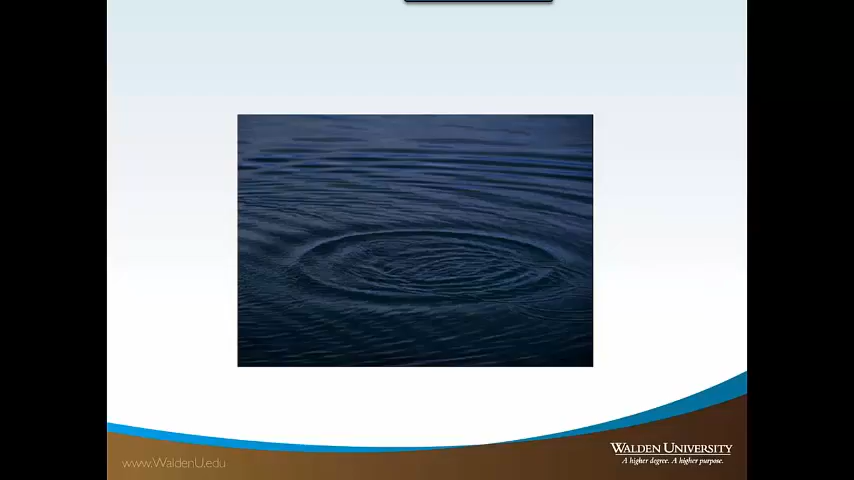 www.WaldenU.edu
WALDEN UNIVERSITY
A higher degree. A higher purpose.